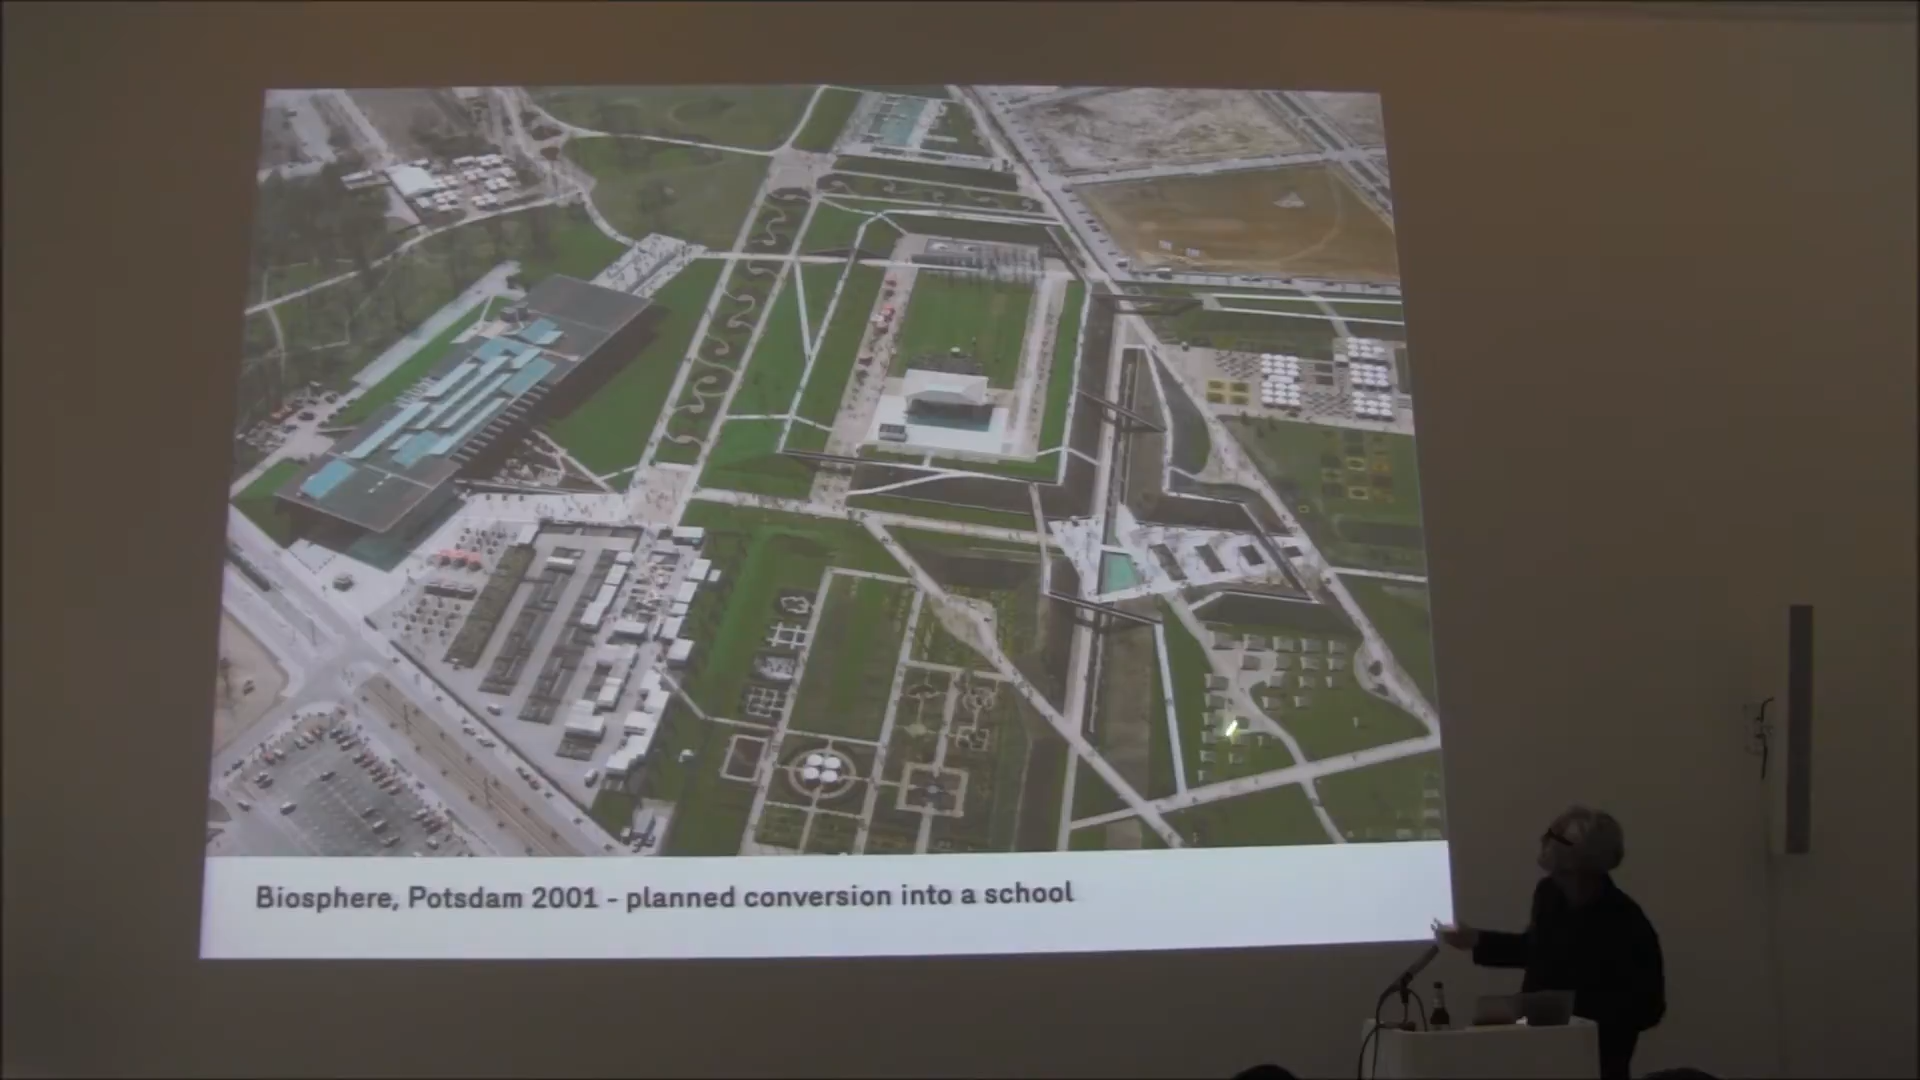 Biosphere, Potsdam 2001 - planned conversion into a school